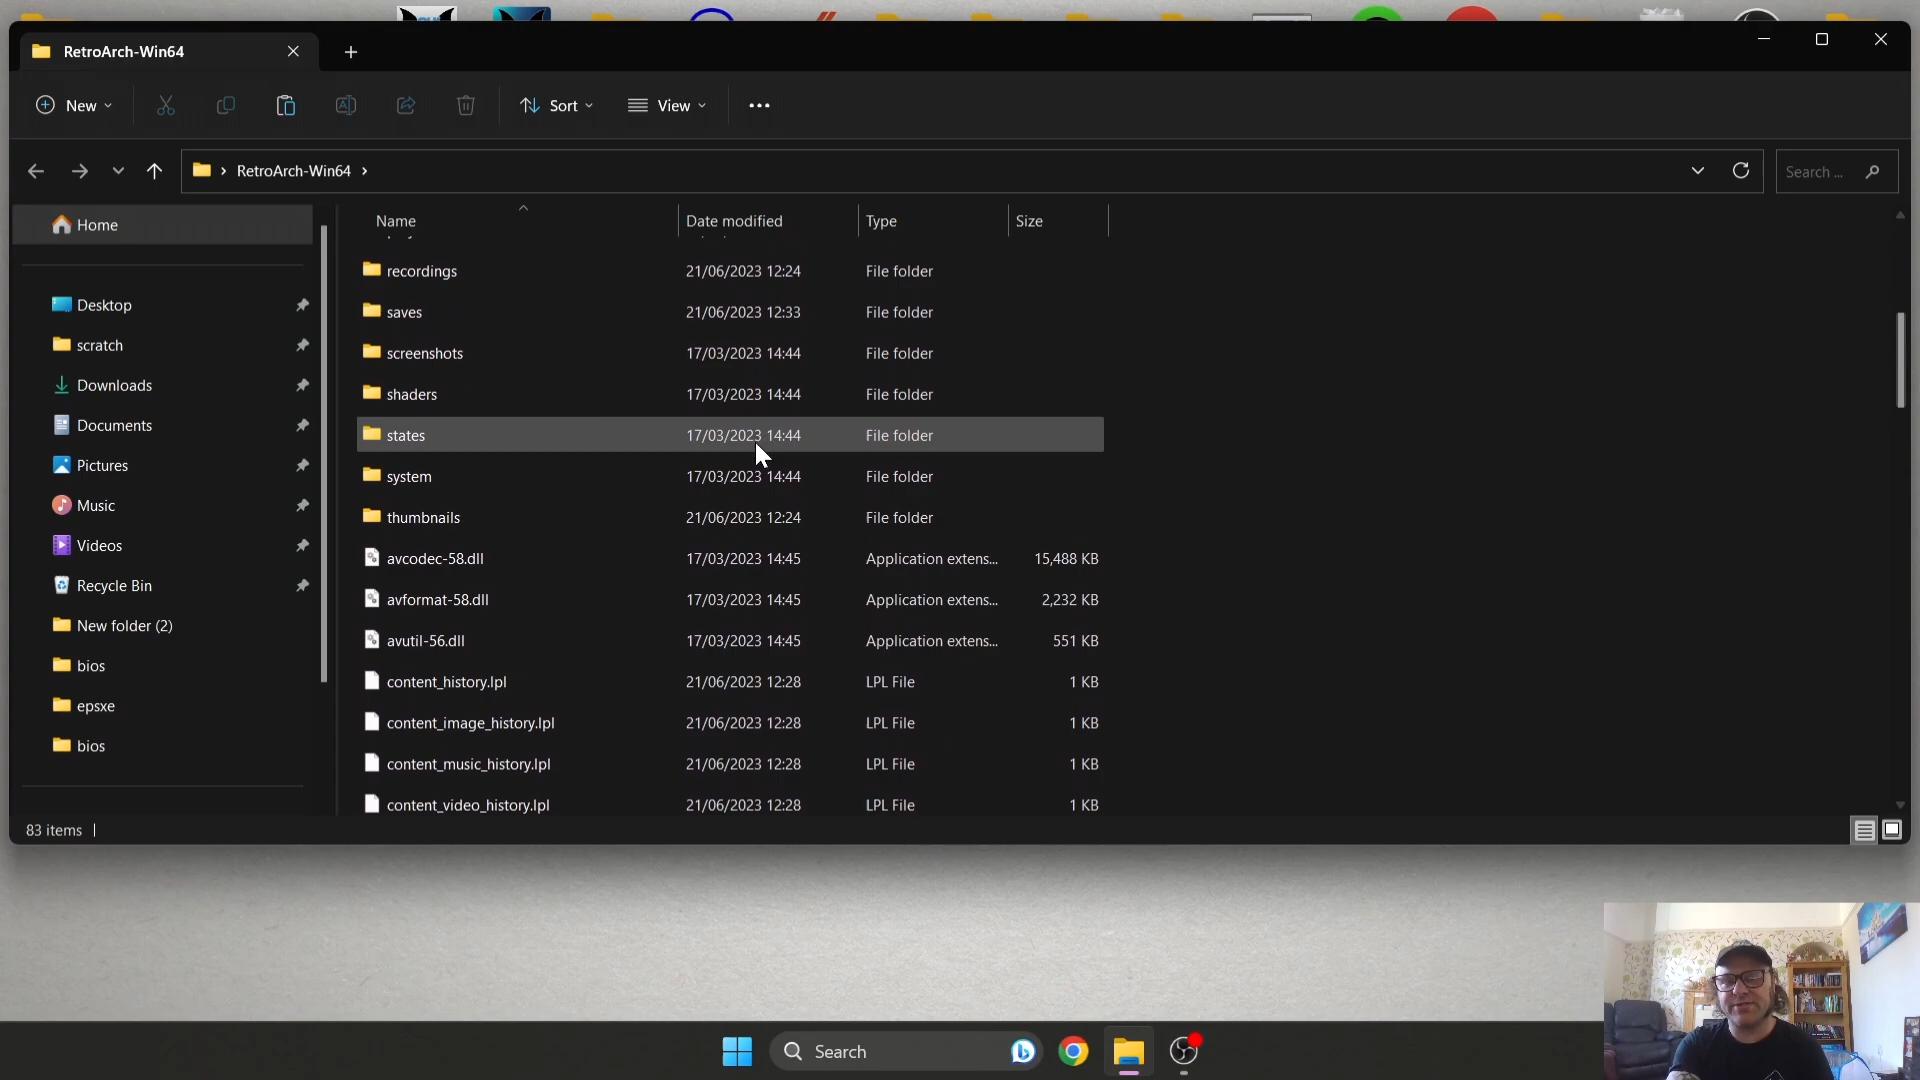 RetroArch-Win64
New
Sort
View
RetroArch-Win64
Search ...
Home
Desktop
scratch
Downloads
Documents
Pictures
Music
Videos
Recycle Bin
New folder (2)
bios
epsxe
bios
Name Date modified Type Size
recordings 21/06/2023 12:24 File folder
saves 21/06/2023 12:33 File folder
screenshots 17/03/2023 14:44 File folder
shaders 17/03/2023 14:44 File folder
states 17/03/2023 14:44 File folder
system 17/03/2023 14:44 File folder
thumbnails 21/06/2023 12:24 File folder
avcodec-58.dll 17/03/2023 14:45 Application extens... 15,488 KB
avformat-58.dll 17/03/2023 14:45 Application extens... 2,232 KB
avutil-56.dll 17/03/2023 14:45 Application extens... 551 KB
content_history.lpl 21/06/2023 12:28 LPL File 1 KB
content_image_history.lpl 21/06/2023 12:28 LPL File 1 KB
content_music_history.lpl 21/06/2023 12:28 LPL File 1 KB
content_video_history.lpl 21/06/2023 12:28 LPL File 1 KB
83 items
Search